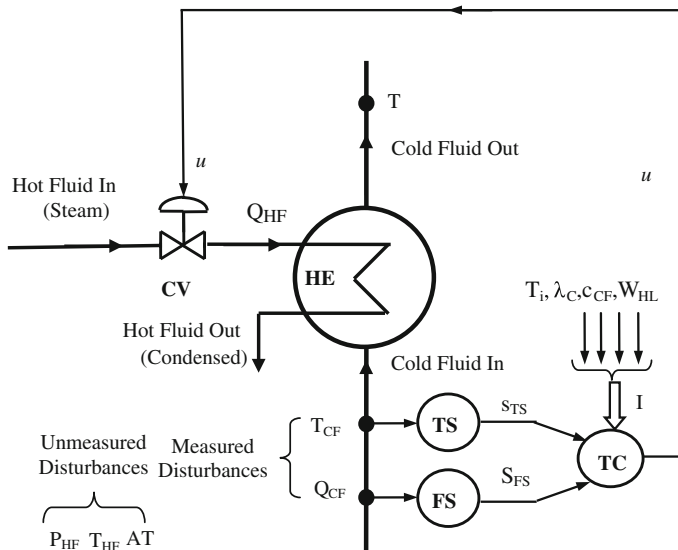 T
Cold Fluid Out
u
u
Hot Fluid In
(Steam)
Q_HF
HE
CV
T_i, λ_C,c_CF,W_HL
Hot Fluid Out
(Condensed)
Cold Fluid In
I
s_TS
T_CF
TS
Unmeasured
Disturbances
Measured
Disturbances
TC
Q_CF
FS
S_FS
P_HF T_HF AT